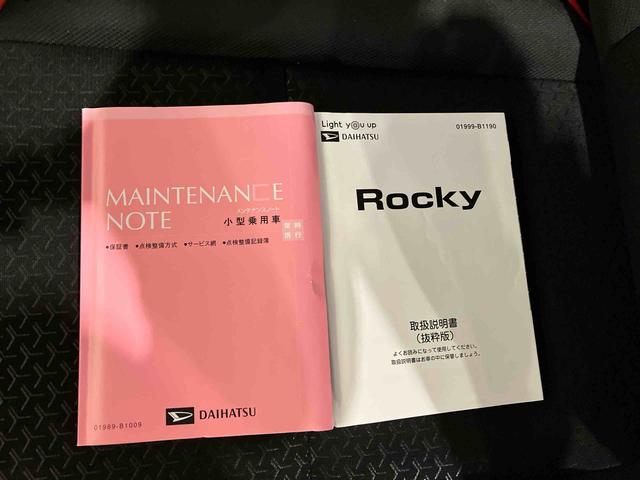 MAINTENANCE
NOTE
メンテナンスノート
小型乗用車
常時
携行
●保証書 ●点検整備方式 ●サービス網 ●点検整備記録簿
DAIHATSU
01989-B1009
Light you up
DAIHATSU
01999-B1190
Rocky
取扱説明書
（抜粋版）
よくお読みになって使用してください。
取扱説明書はお車の中に保管しましょう。